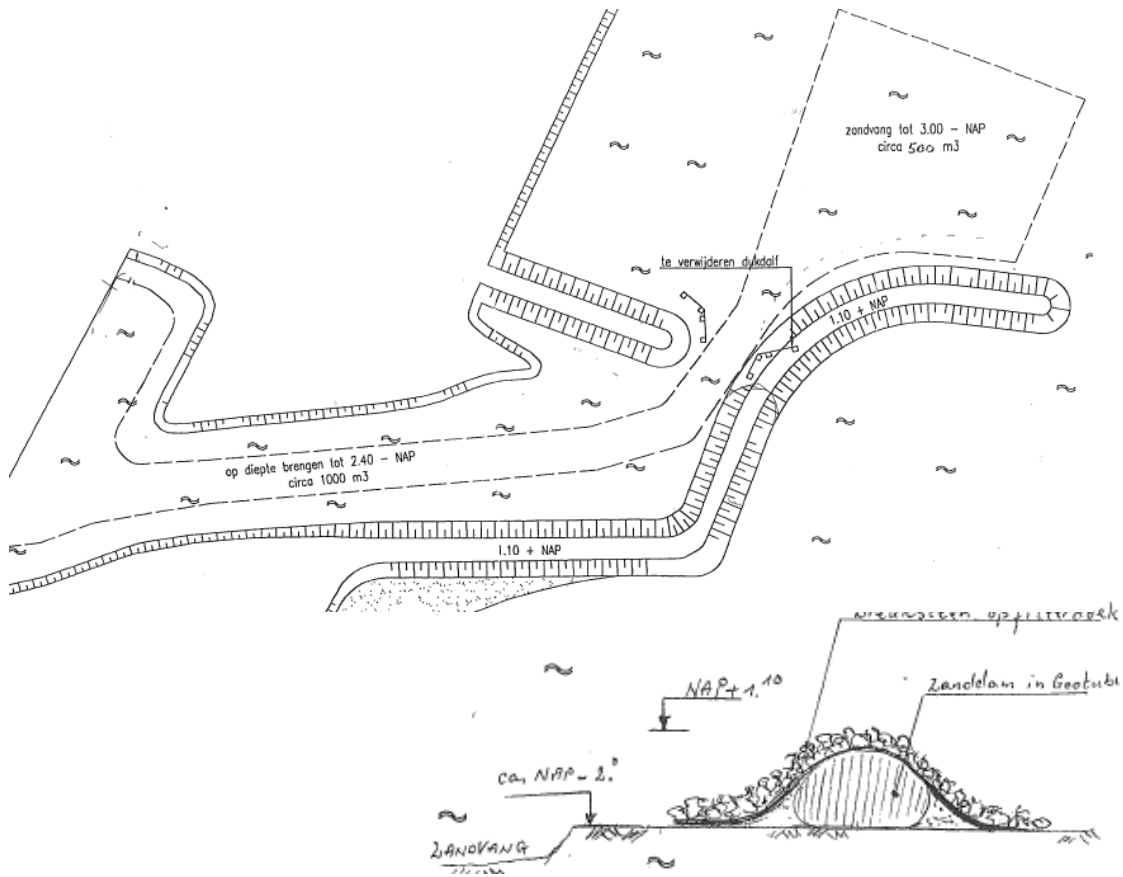 zandvang tot 3.00 - NAP
circa 500 m3
te verwijderen dukdalf
1.10 + NAP
op diepte brengen tot 2.40 - NAP
circa 1000 m3
1.10 + NAP
NAP+1.10
Zanddam in Geotube
ca. NAP - 2.0
ZANDVANG